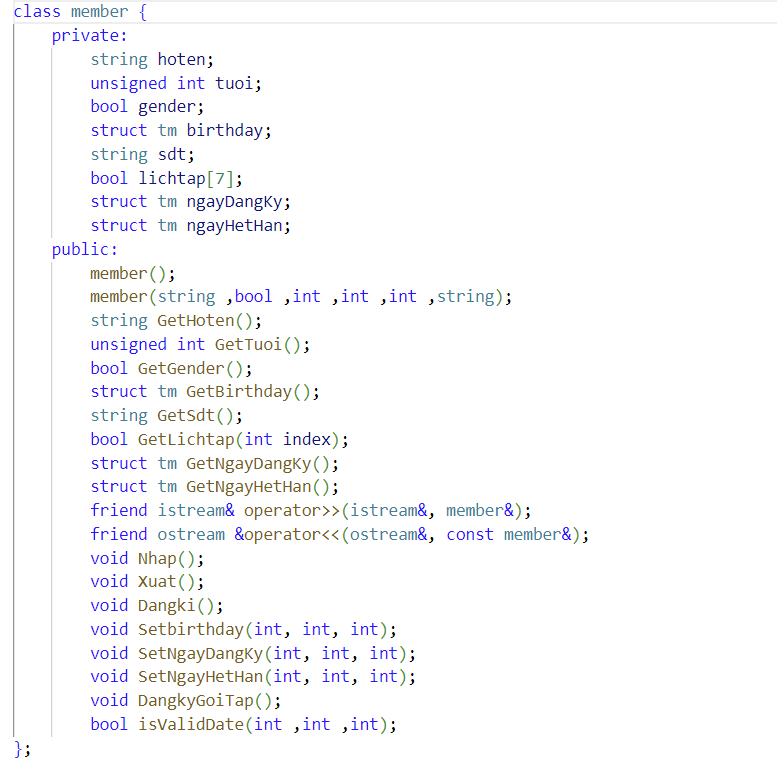 class member {
private:
string hoten;
unsigned int tuoi;
bool gender;
struct tm birthday;
string sdt;
bool lichtap[7];
struct tm ngayDangKy;
struct tm ngayHetHan;
public:
member();
member(string ,bool ,int ,int ,int ,string);
string GetHoten();
unsigned int GetTuoi();
bool GetGender();
struct tm GetBirthday();
string GetSdt();
bool GetLichtap(int index);
struct tm GetNgayDangKy();
struct tm GetNgayHetHan();
friend istream& operator>>(istream&, member&);
friend ostream &operator<<(ostream&, const member&);
void Nhap();
void Xuat();
void Dangki();
void Setbirthday(int, int, int);
void SetNgayDangKy(int, int, int);
void SetNgayHetHan(int, int, int);
void DangkyGoiTap();
bool isValidDate(int ,int ,int);
};